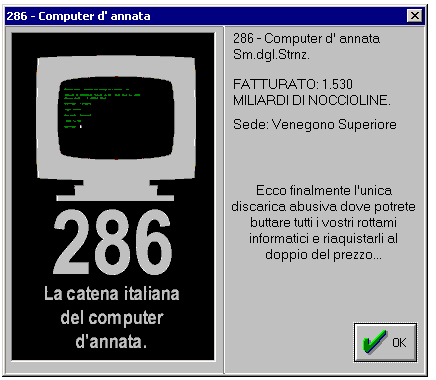 286 - Computer d' annata
286 - Computer d' annata
Sm.dgl.Strnz.
FATTURATO: 1.530
MILIARDI DI NOCCIOLINE.
Sede: Venegono Superiore
Ecco finalmente l'unica
discarica abusiva dove potrete
buttare tutti i vostri rottami
informatici e riaquistarli al
doppio del prezzo...
286
La catena italiana
del computer
d'annata.
OK